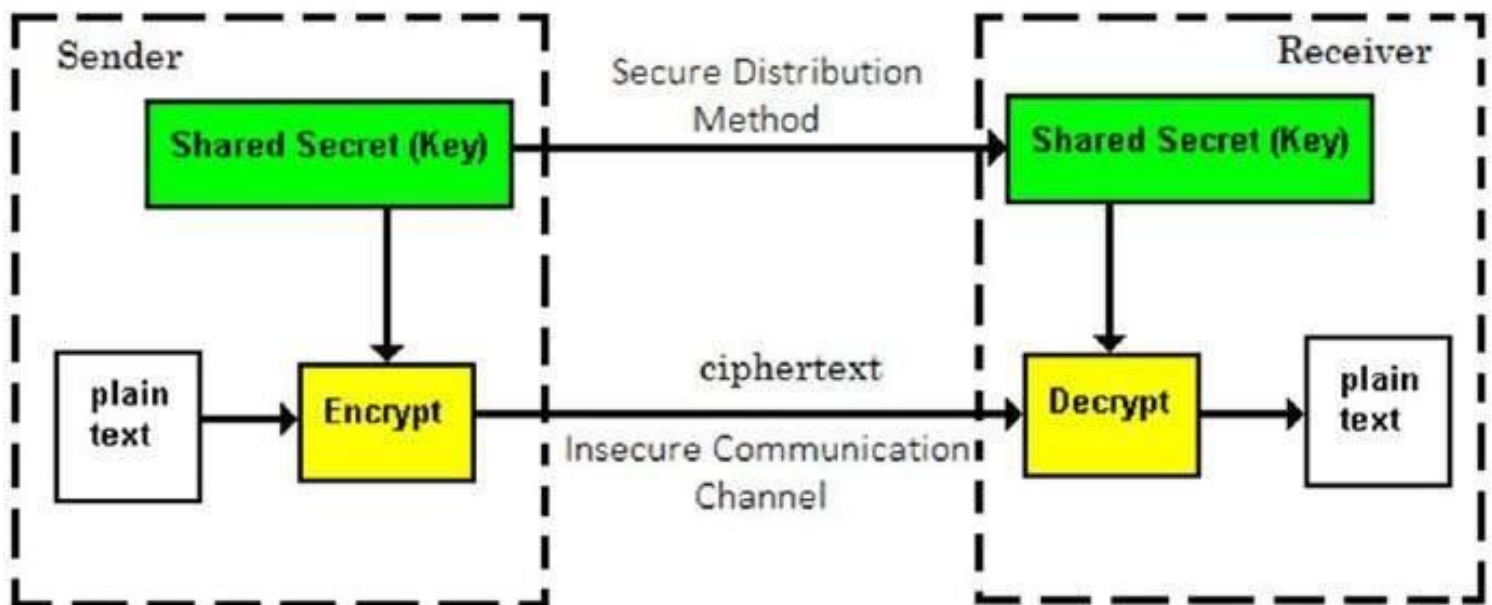 Sender
Receiver
Secure Distribution
Method
Shared Secret (Key)
Shared Secret (Key)
plain
text
Encrypt
ciphertext
Insecure Communication
Channel
Decrypt
plain
text